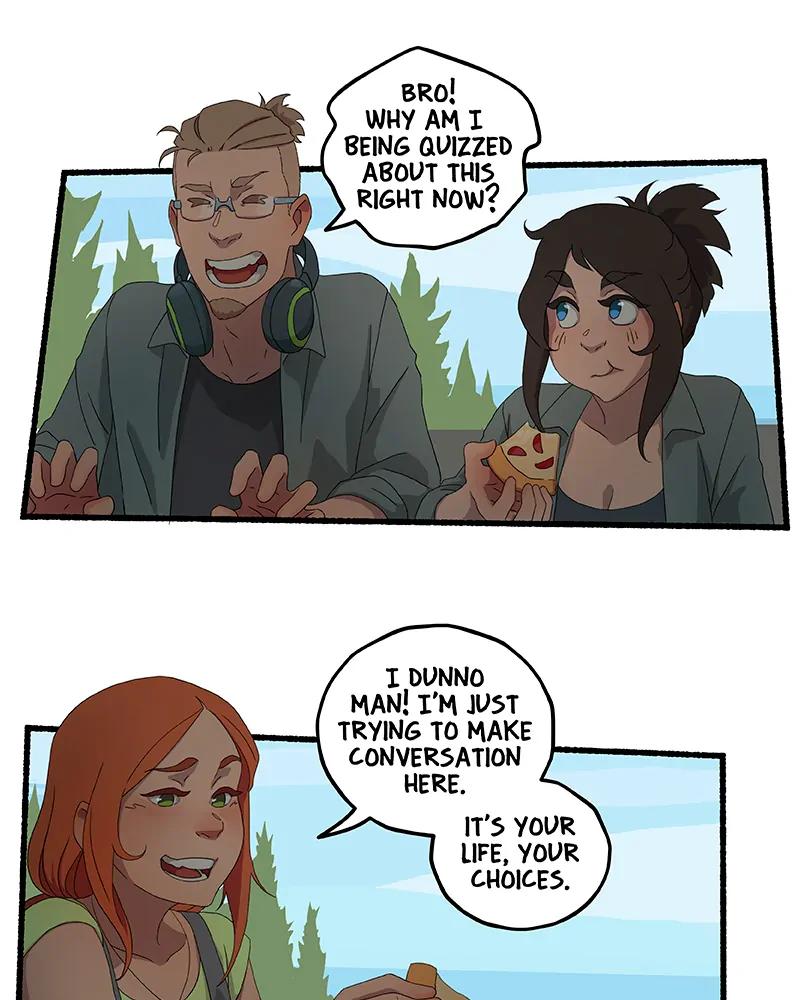 BRO!
WHY AM I
BEING QUIZZED
ABOUT THIS
RIGHT NOW?
I DUNNO
MAN! I'M JUST
TRYING TO MAKE
CONVERSATION
HERE.
IT'S YOUR
LIFE, YOUR
CHOICES.